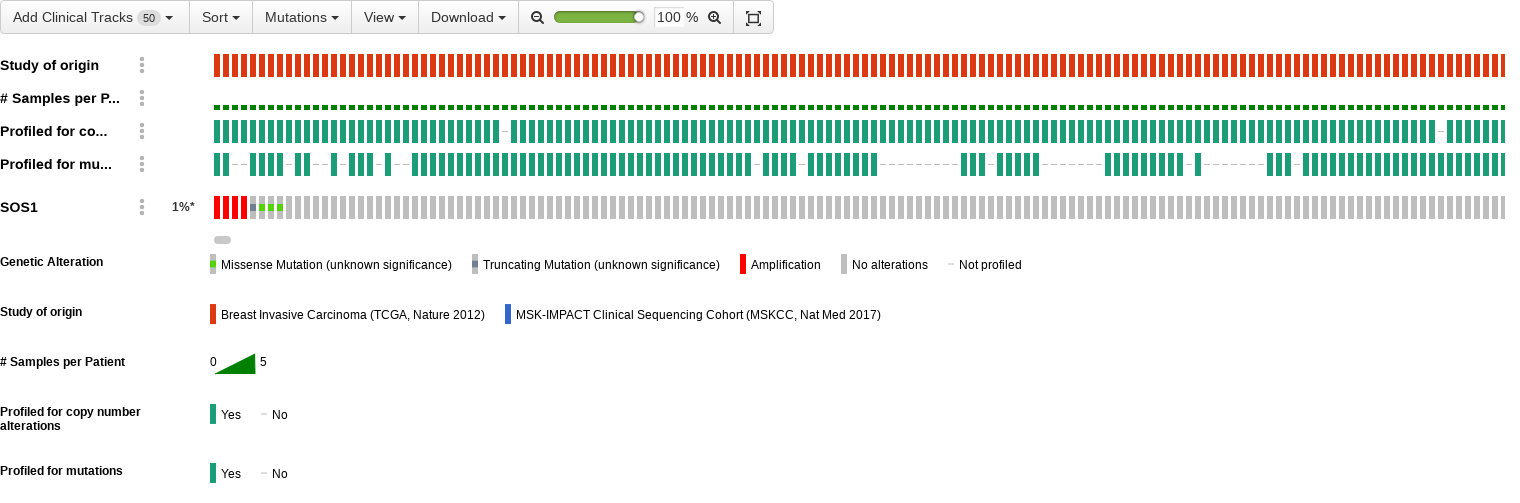 Add Clinical Tracks 50 Sort Mutations View Download 100 %
Study of origin
# Samples per P...
Profiled for co...
Profiled for mu...
SOS1 1%*
Genetic Alteration Missense Mutation (unknown significance) Truncating Mutation (unknown significance) Amplification No alterations Not profiled
Study of origin Breast Invasive Carcinoma (TCGA, Nature 2012) MSK-IMPACT Clinical Sequencing Cohort (MSKCC, Nat Med 2017)
# Samples per Patient 0 5
Profiled for copy number
alterations
Yes No
Profiled for mutations Yes No